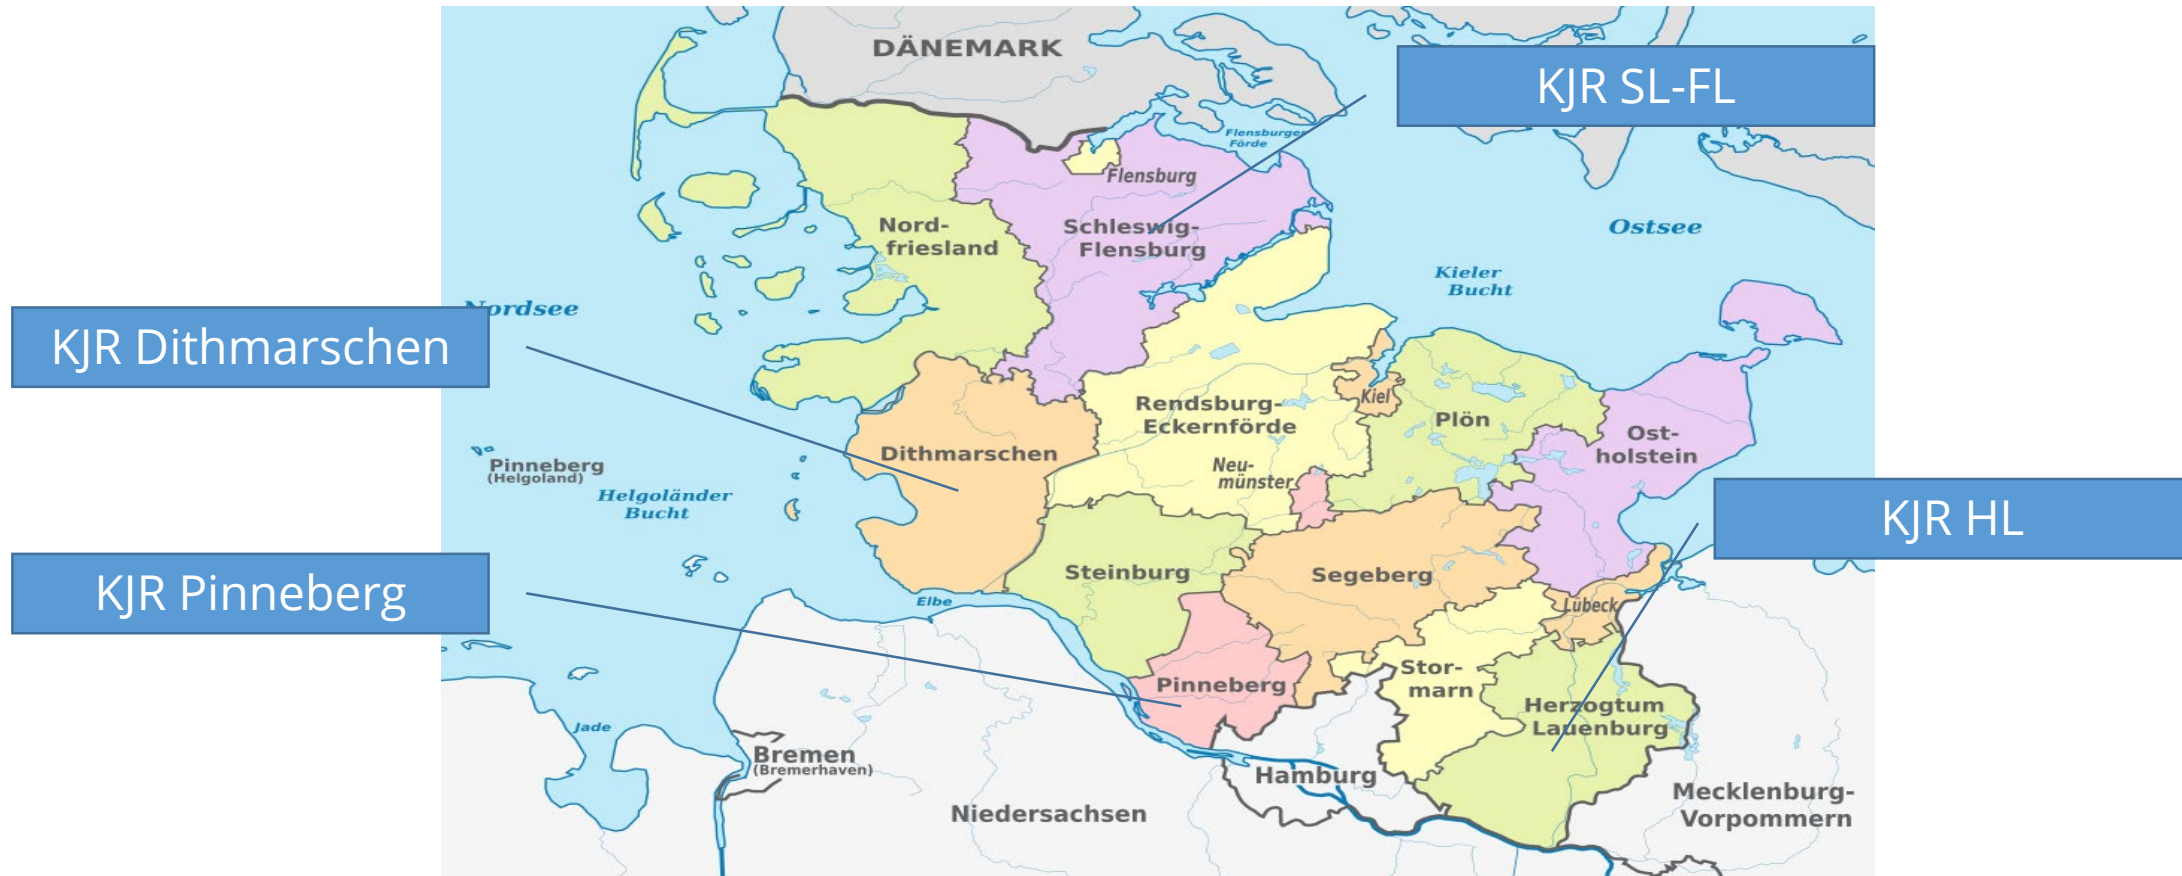 DÄNEMARK
KJR SL-FL
Flensburger
Förde
Flensburg
Nord-
friesland
Schleswig-
Flensburg
Ostsee
Kieler
Bucht
Nordsee
KJR Dithmarschen
Rendsburg-
Eckernförde
Kiel
Plön
Ost-
holstein
Dithmarschen
Neu-
münster
Pinneberg
(Helgoland)
Helgoländer
Bucht
KJR HL
Steinburg
Segeberg
KJR Pinneberg
Elbe
Lübeck
Pinneberg
Stor-
marn
Herzogtum
Lauenburg
Jade
Bremen
(Bremerhaven)
Hamburg
Niedersachsen
Mecklenburg-
Vorpommern